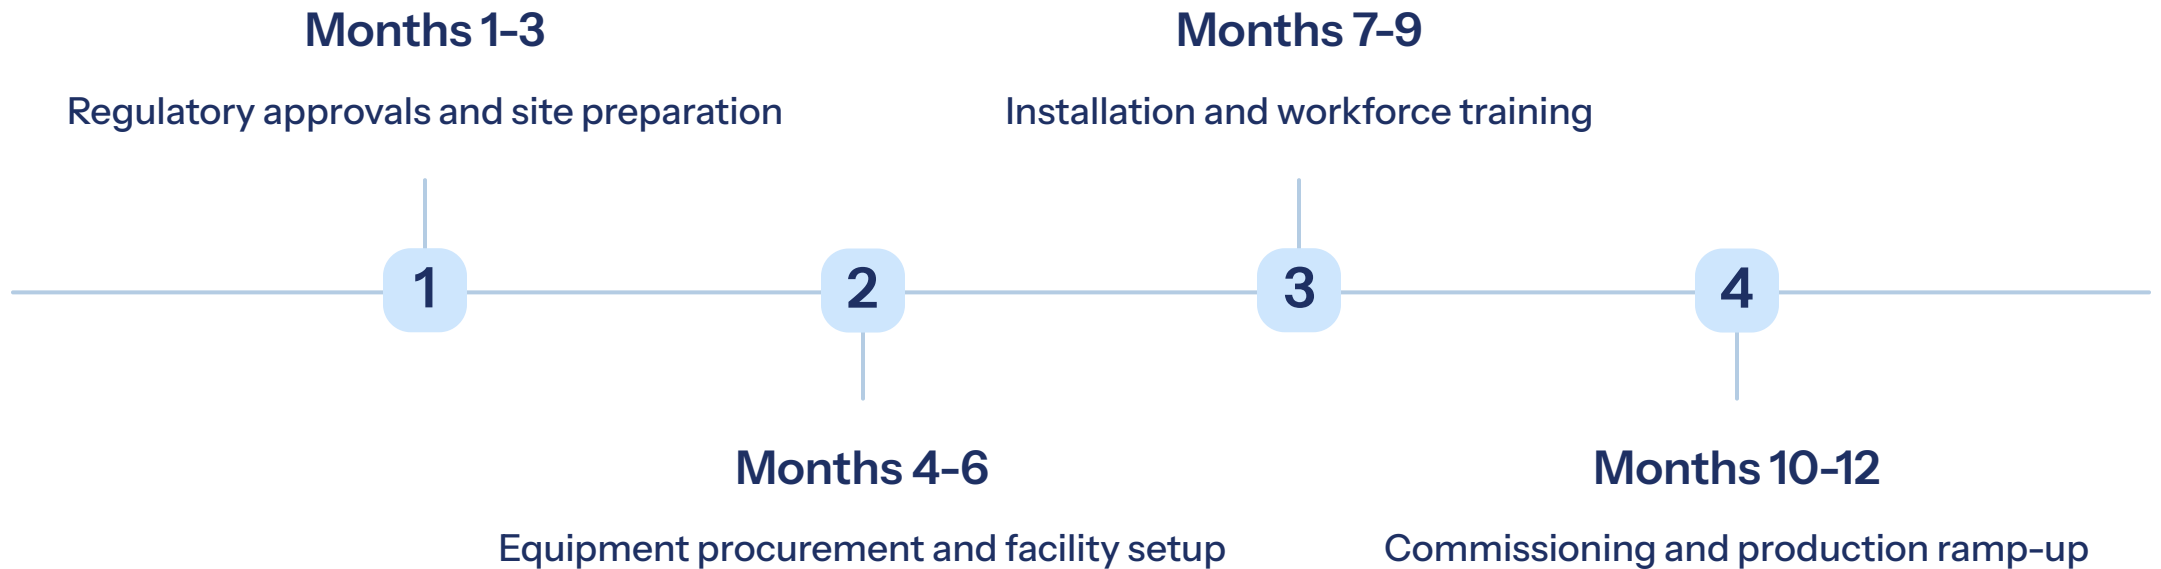 Months 1–3
Regulatory approvals and site preparation
Months 7–9
Installation and workforce training
1
2
3
4
Months 4–6
Equipment procurement and facility setup
Months 10–12
Commissioning and production ramp-up